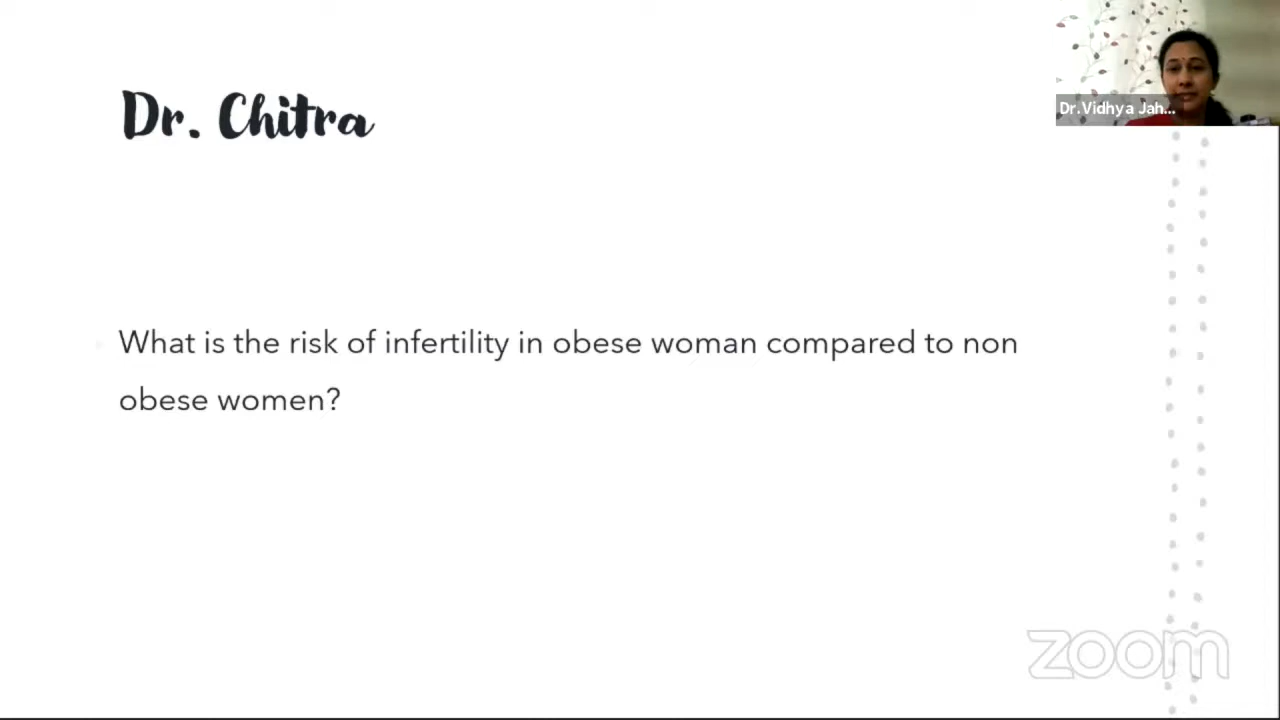 Dr. Chitra
Dr.Vidhya Jah...
What is the risk of infertility in obese woman compared to non
obese women?
zoom